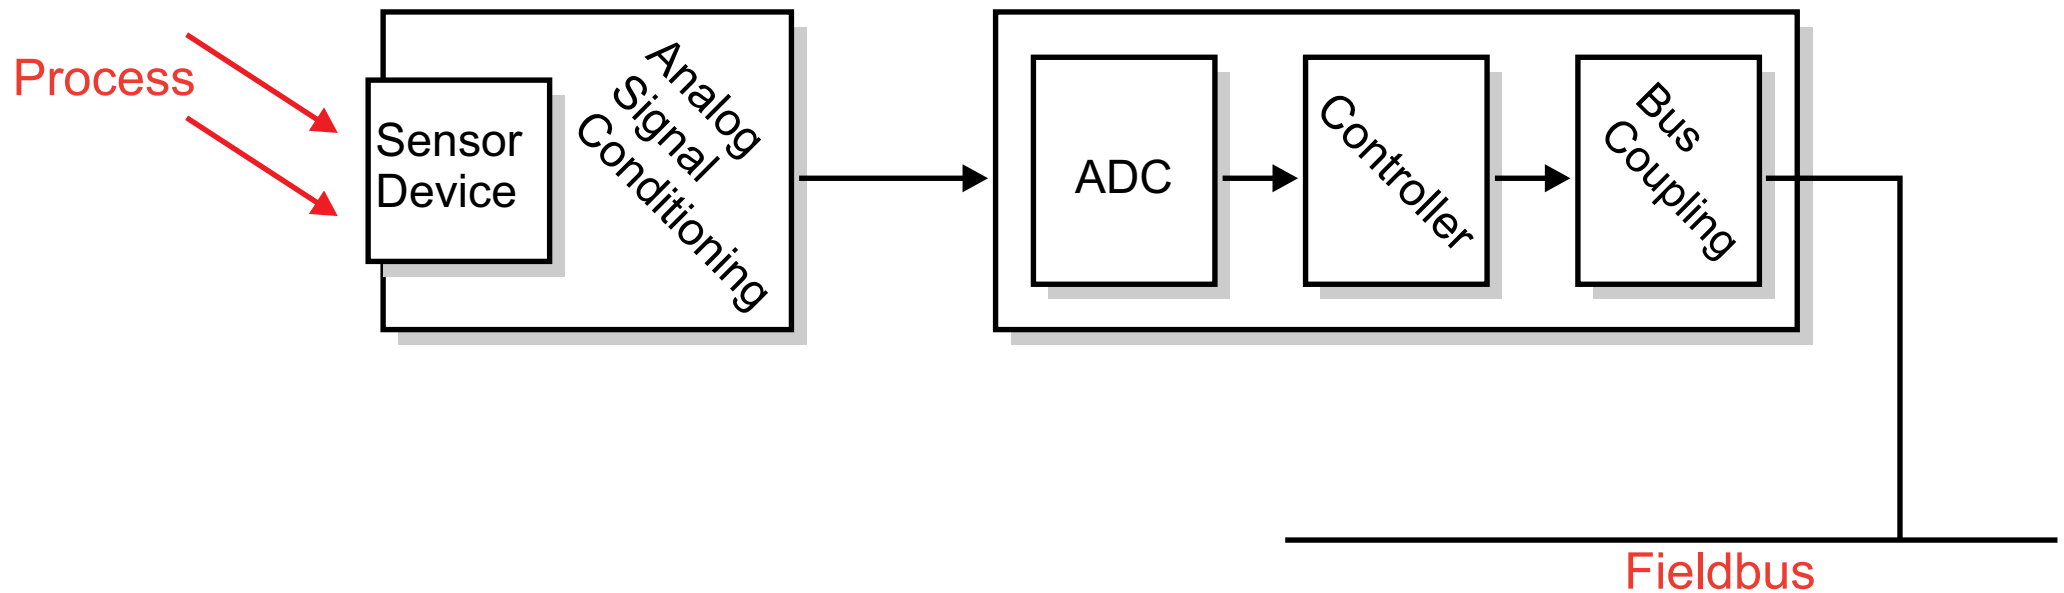 Process
Sensor
Device
Analog
Signal
Conditioning
ADC
Controller
Bus
Coupling
Fieldbus